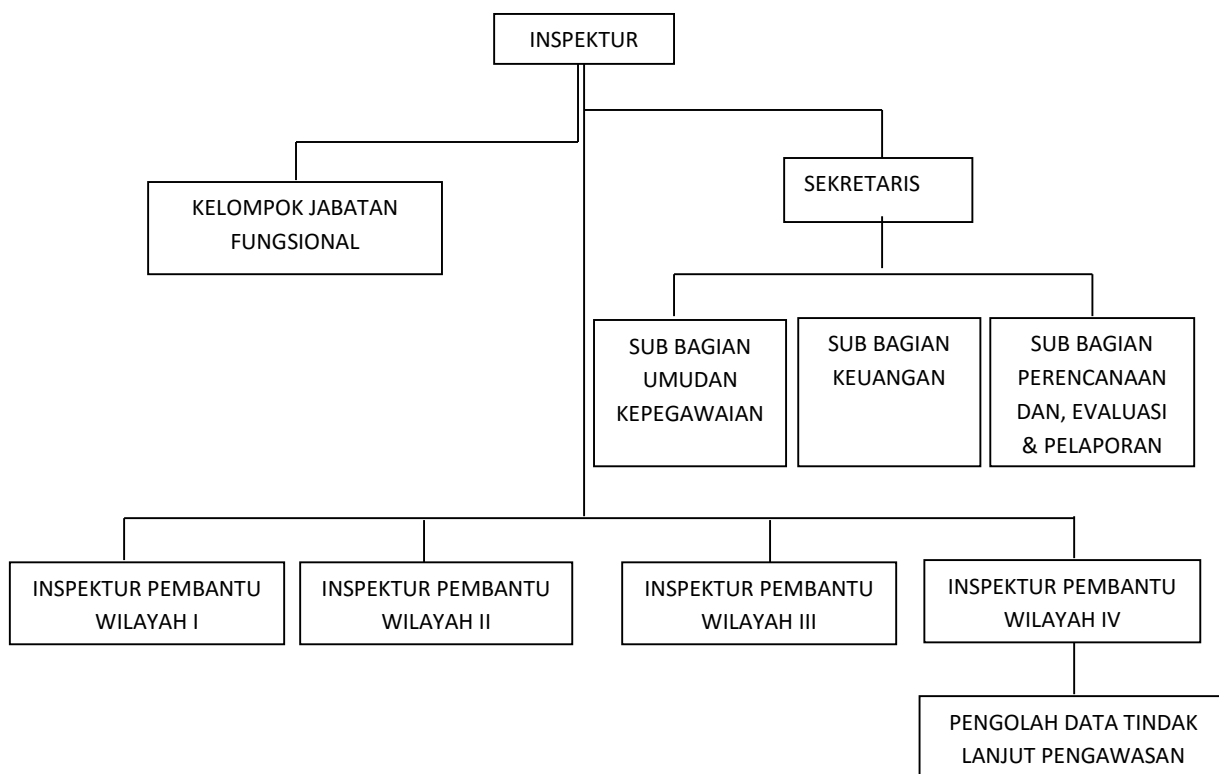 INSPEKTUR
KELOMPOK JABATAN
FUNGSIONAL
SEKRETARIS
SUB BAGIAN
UMUDAN
KEPEGAWAIAN
SUB BAGIAN
KEUANGAN
SUB BAGIAN
PERENCANAAN
DAN, EVALUASI
& PELAPORAN
INSPEKTUR PEMBANTU
WILAYAH I
INSPEKTUR PEMBANTU
WILAYAH II
INSPEKTUR PEMBANTU
WILAYAH III
INSPEKTUR PEMBANTU
WILAYAH IV
PENGOLAH DATA TINDAK
LANJUT PENGAWASAN